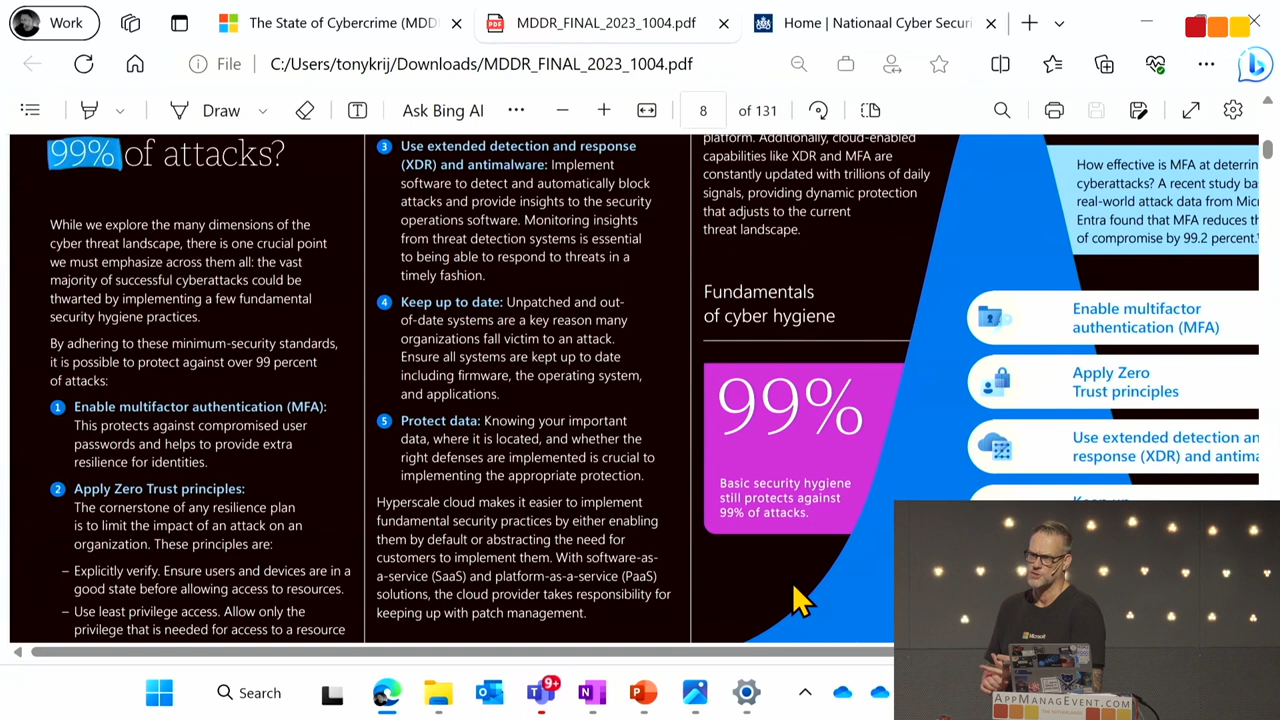 Work
The State of Cybercrime (MDD
MDDR_FINAL_2023_1004.pdf
Home | Nationaal Cyber Securi
File
C:/Users/tonykrij/Downloads/MDDR_FINAL_2023_1004.pdf
Draw
Ask Bing AI
8
of 131
99% of attacks?
While we explore the many dimensions of the
cyber threat landscape, there is one crucial point
we must emphasize across them all: the vast
majority of successful cyberattacks could be
thwarted by implementing a few fundamental
security hygiene practices.
By adhering to these minimum-security standards,
it is possible to protect against over 99 percent
of attacks:
1 Enable multifactor authentication (MFA):
This protects against compromised user
passwords and helps to provide extra
resilience for identities.
2 Apply Zero Trust principles:
The cornerstone of any resilience plan
is to limit the impact of an attack on an
organization. These principles are:
– Explicitly verify. Ensure users and devices are in a
good state before allowing access to resources.
– Use least privilege access. Allow only the
privilege that is needed for access to a resource
3 Use extended detection and response
(XDR) and antimalware: Implement
software to detect and automatically block
attacks and provide insights to the security
operations software. Monitoring insights
from threat detection systems is essential
to being able to respond to threats in a
timely fashion.
4 Keep up to date: Unpatched and out-
of-date systems are a key reason many
organizations fall victim to an attack.
Ensure all systems are kept up to date
including firmware, the operating system,
and applications.
5 Protect data: Knowing your important
data, where it is located, and whether the
right defenses are implemented is crucial to
implementing the appropriate protection.
Hyperscale cloud makes it easier to implement
fundamental security practices by either enabling
them by default or abstracting the need for
customers to implement them. With software-as-
a-service (SaaS) and platform-as-a-service (PaaS)
solutions, the cloud provider takes responsibility for
keeping up with patch management.
platform. Additionally, cloud-enabled
capabilities like XDR and MFA are
constantly updated with trillions of daily
signals, providing dynamic protection
that adjusts to the current
threat landscape.
Fundamentals
of cyber hygiene
99%
Basic security hygiene
still protects against
99% of attacks.
How effective is MFA at deterrin
cyberattacks? A recent study ba
real-world attack data from Micr
Entra found that MFA reduces th
of compromise by 99.2 percent.
Enable multifactor
authentication (MFA)
Apply Zero
Trust principles
Use extended detection an
response (XDR) and antima
Keep up
Microsoft
APPMANAGEVENT.COM
Search
9+